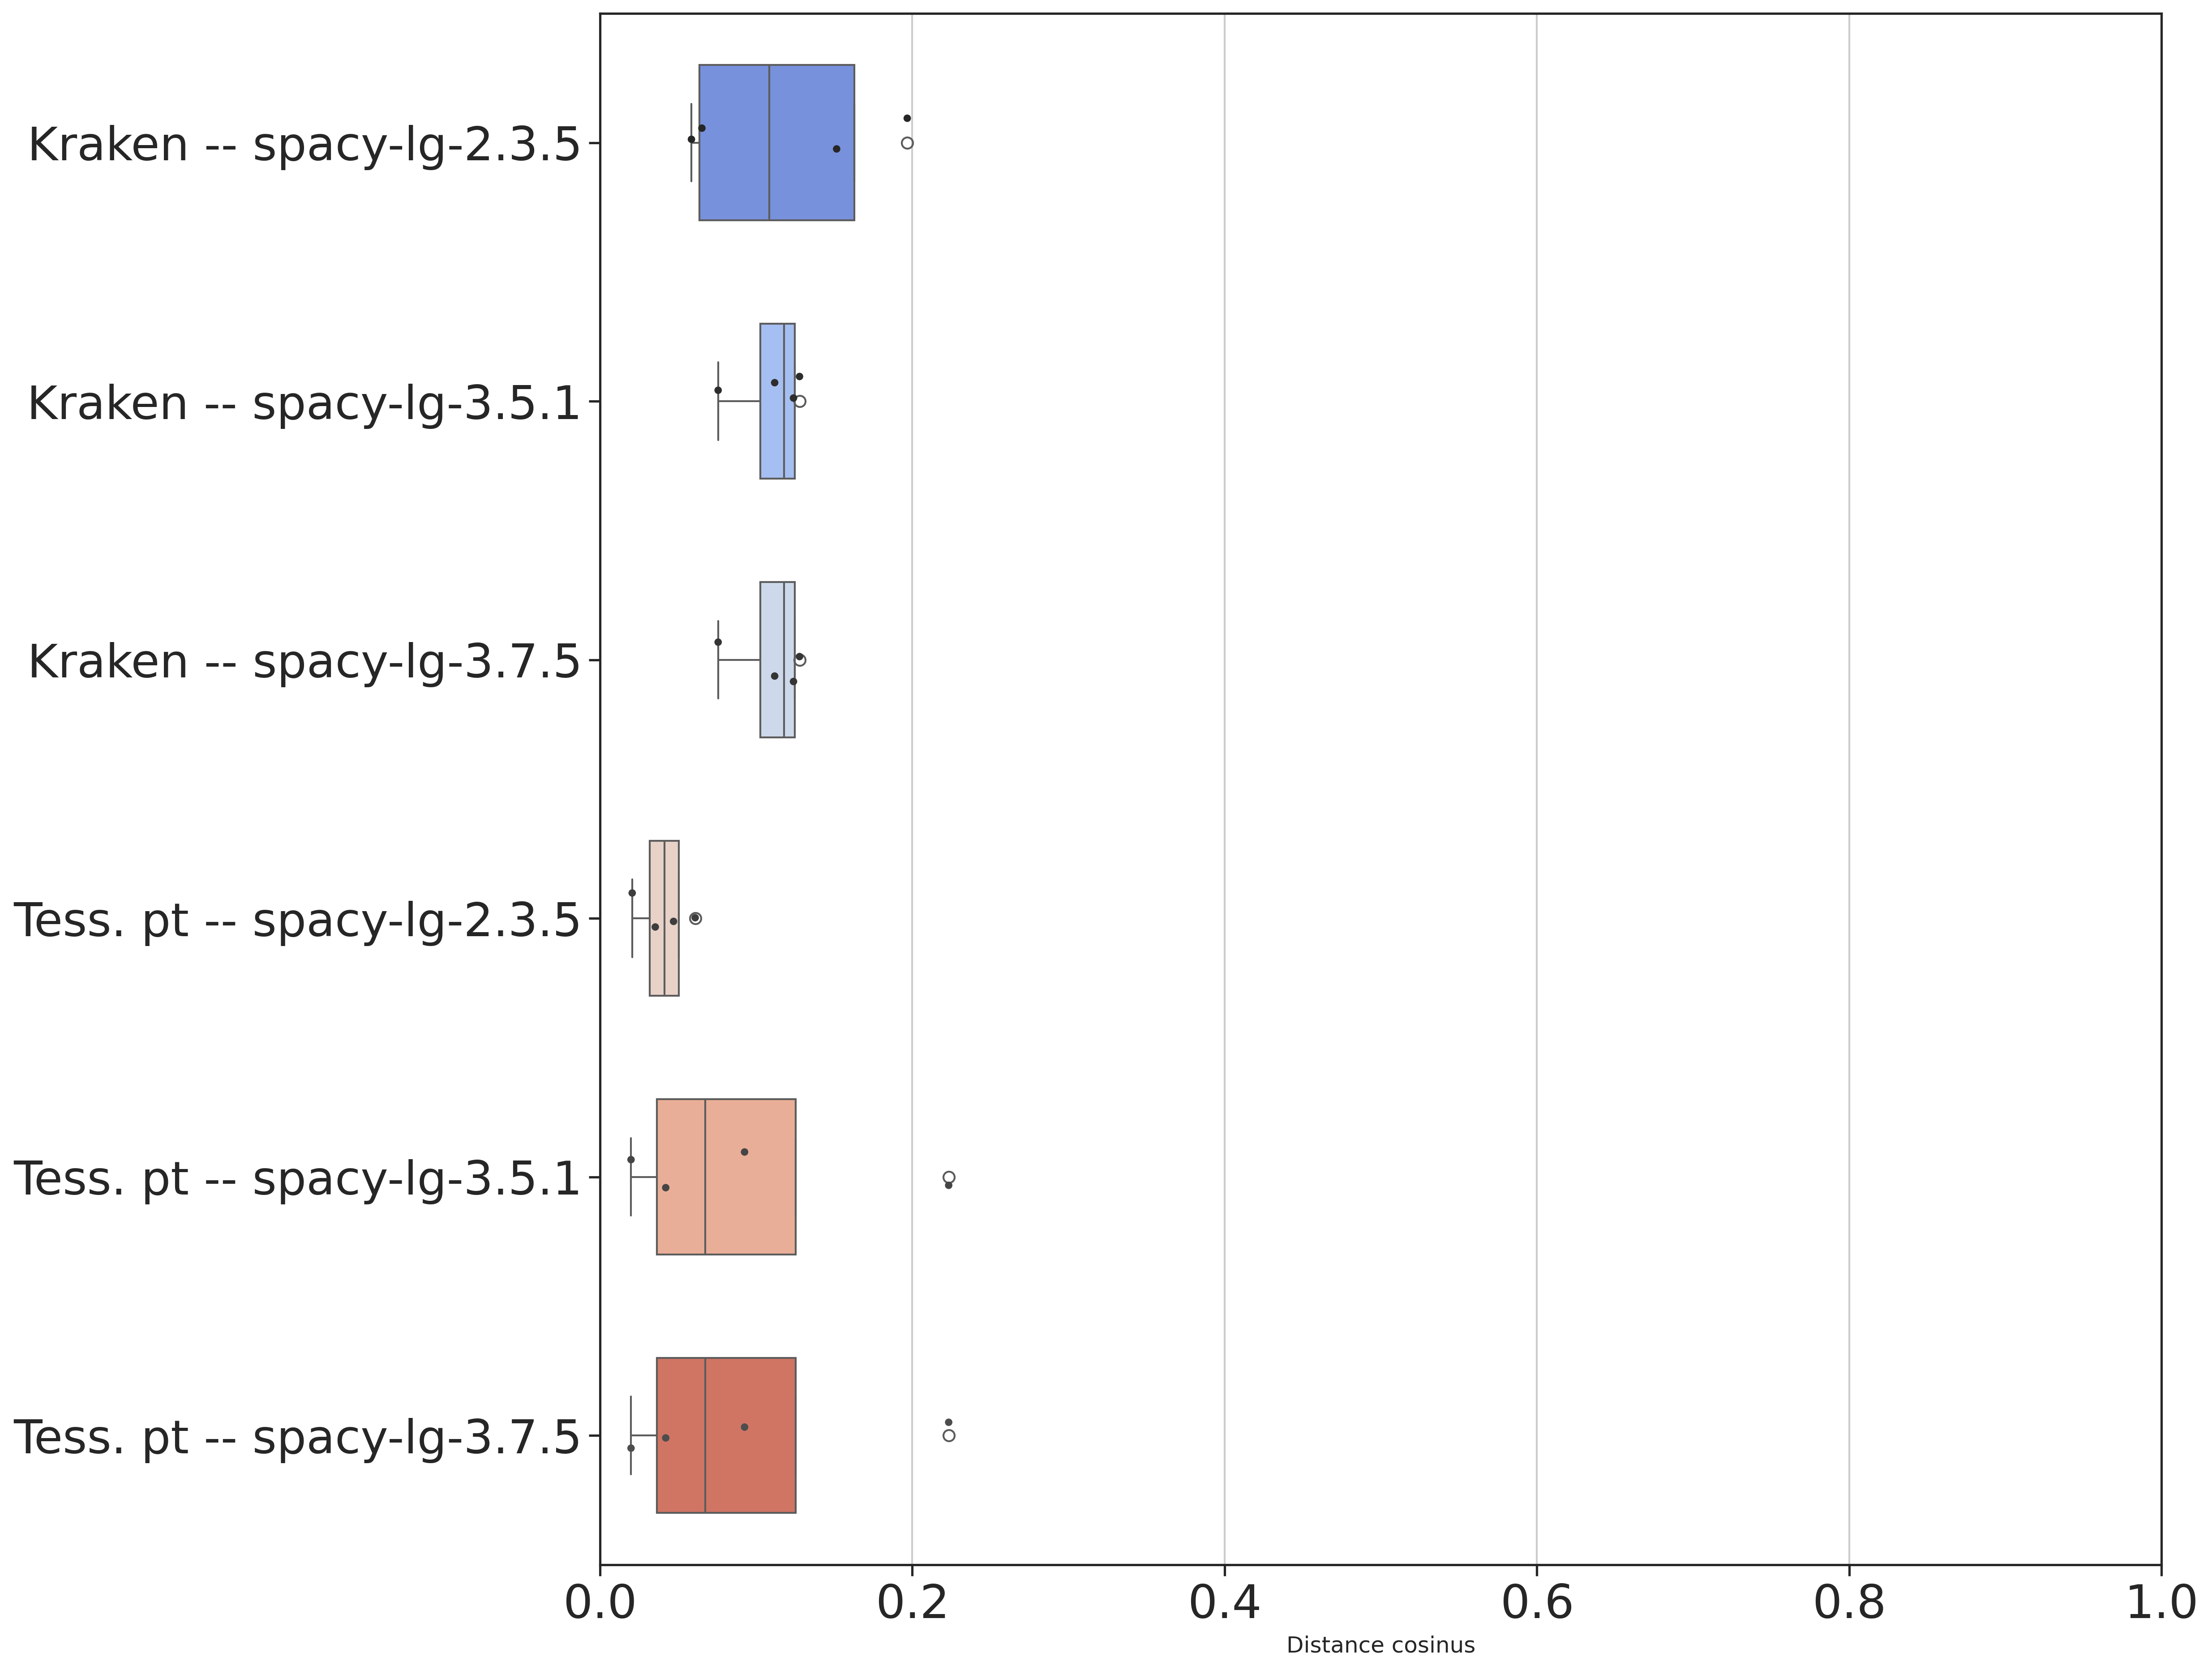 Kraken -- spacy-lg-2.3.5
Kraken -- spacy-lg-3.5.1
Kraken -- spacy-lg-3.7.5
Tess. pt -- spacy-lg-2.3.5
Tess. pt -- spacy-lg-3.5.1
Tess. pt -- spacy-lg-3.7.5
0.0 0.2 0.4 0.6 0.8 1.0
Distance cosinus